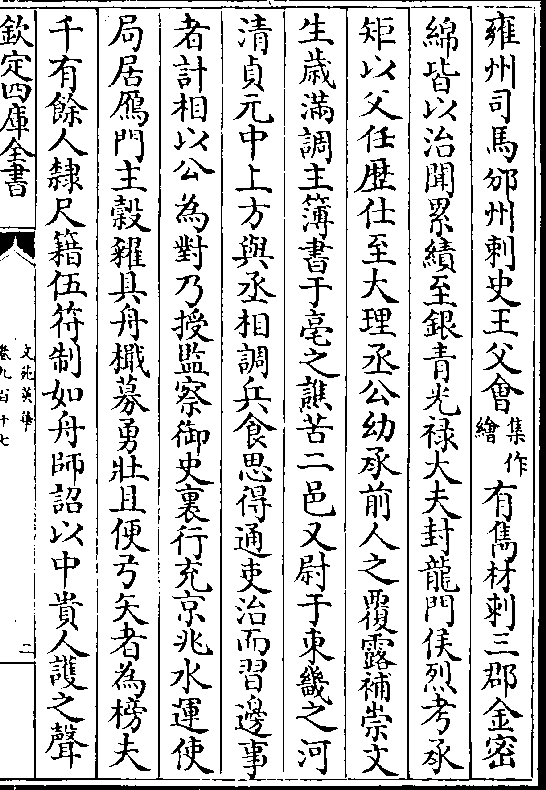 雍州司馬邠州刺史王父會集作繪有雋材刺三郡金密
綿皆以治聞累績至銀青光禄大夫封龍門侯烈考承
矩以父任歴仕至大理丞公幼承前人之覆露補崇文
生歳滿調主簿書于亳之譙苦二邑又尉于東畿之河
清貞元中上方與丞相調兵食思得通吏治而習邊事
者計相以公為對乃授監察御史裏行充京兆水運使
局居鴈門主榖糴具舟檝募勇壯且便弓矢者為榜夫
千有餘人隸尺籍伍符制如舟師詔以中貴人護之聲
欽定四庫全書
文苑英華
卷九百十七
二